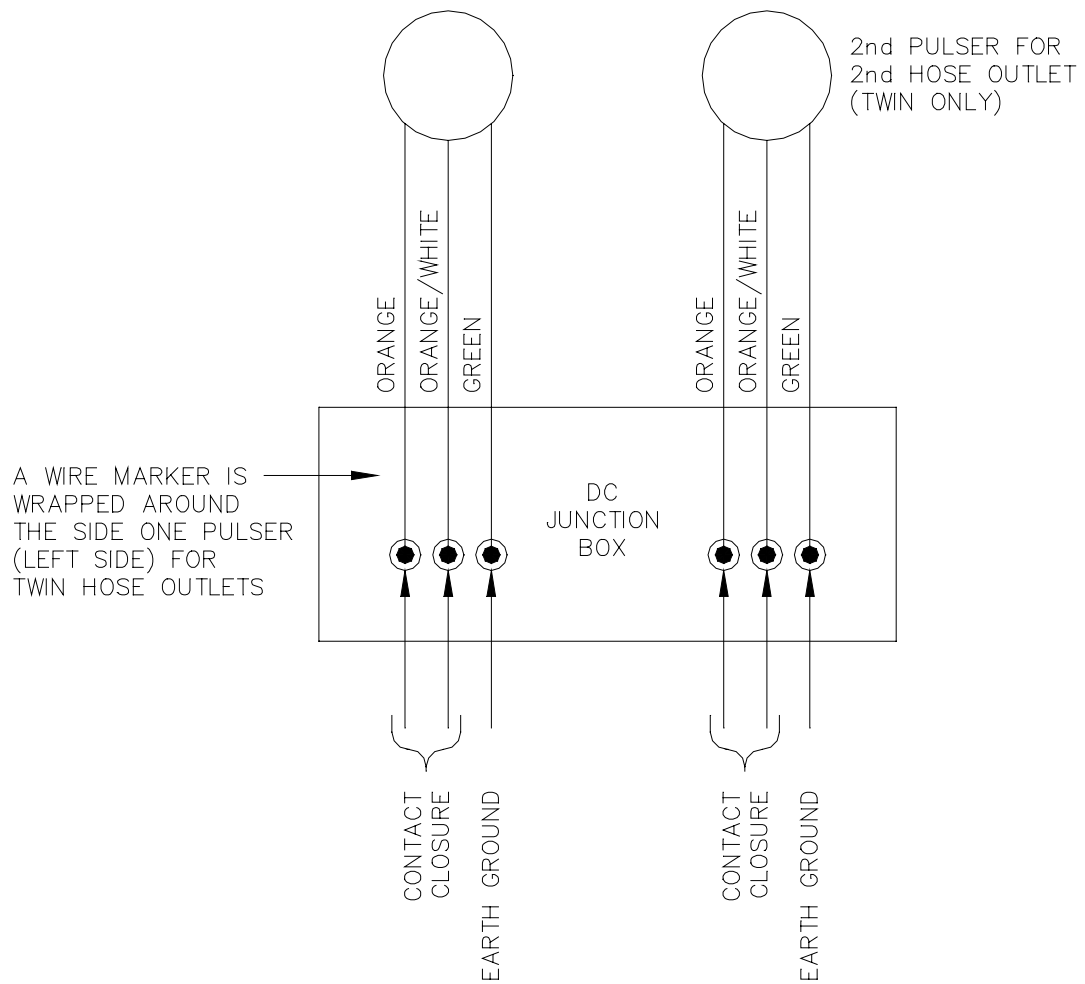 2nd PULSER FOR
2nd HOSE OUTLET
(TWIN ONLY)
ORANGE
ORANGE/WHITE
GREEN
ORANGE
ORANGE/WHITE
GREEN
A WIRE MARKER IS
WRAPPED AROUND
THE SIDE ONE PULSER
(LEFT SIDE) FOR
TWIN HOSE OUTLETS
DC
JUNCTION
BOX
CONTACT
CLOSURE
EARTH GROUND
CONTACT
CLOSURE
EARTH GROUND